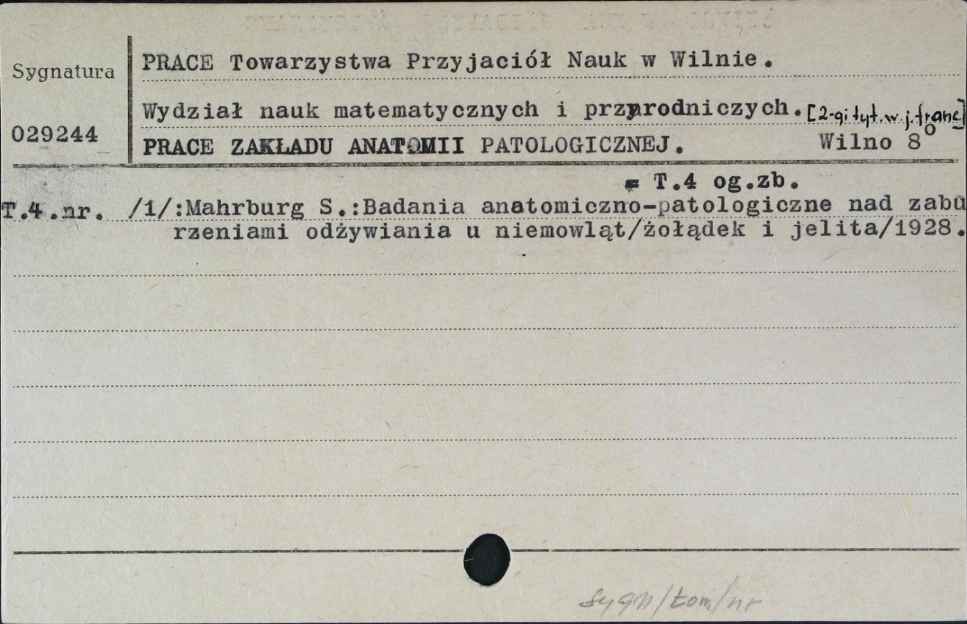 PRACE Towarzystwa Przyjaciół Nauk w Wilnie.
Sygnatura
Wydział nauk matematycznych i przyrodniczych. [2-gi tyt. w j. franc]
029244
PRACE ZAKŁADU ANATOMII PATOLOGICZNEJ. Wilno 8°
= T.4 og.zb.
T.4.nr. /1/:Mahrburg S.:Badania anatomiczno-patologiczne nad zabu
rzeniami odżywiania u niemowląt/żołądek i jelita/1928.
sygn/tom/nr